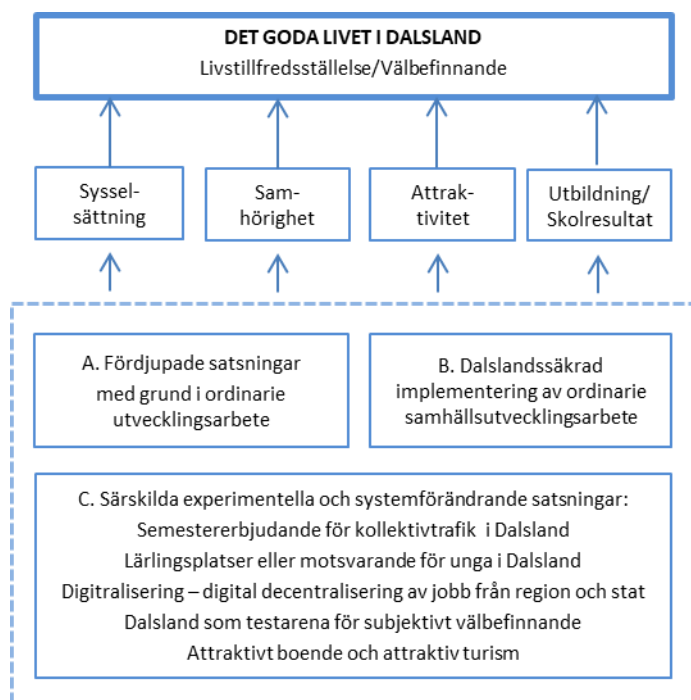 DET GODA LIVET I DALSLAND
Livstillfredsställelse/Välbefinnande
Syssel-
sättning
Sam-
hörighet
Attrak-
tivitet
Utbildning/
Skolresultat
A. Fördjupade satsningar
med grund i ordinarie
utvecklingsarbete
B. Dalslandssäkrad
implementering av ordinarie
samhällsutvecklingsarbete
C. Särskilda experimentella och systemförändrande satsningar:
Semestererbjudande för kollektivtrafik i Dalsland
Lärlingsplatser eller motsvarande för unga i Dalsland
Digitralisering – digital decentralisering av jobb från region och stat
Dalsland som testarena för subjektivt välbefinnande
Attraktivt boende och attraktiv turism